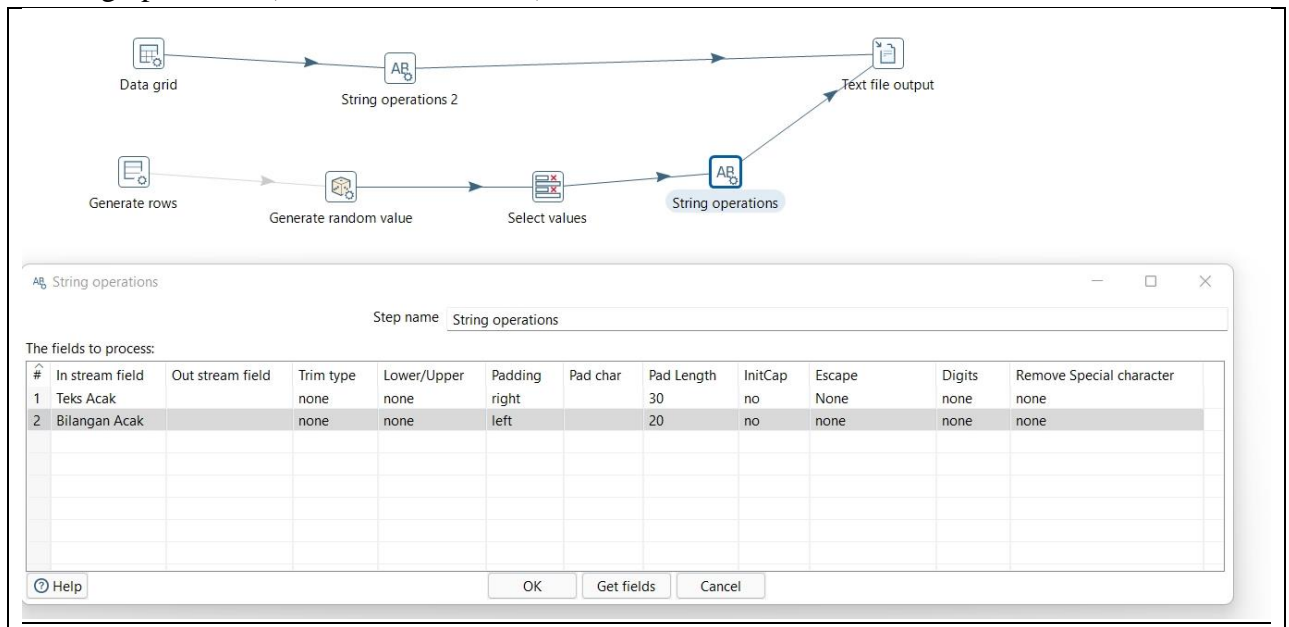 Data grid
String operations 2
Text file output
Generate rows
Generate random value
Select values
String operations
String operations
Step name String operations
The fields to process:
# In stream field Out stream field Trim type Lower/Upper Padding Pad char Pad Length InitCap Escape Digits Remove Special character
1 Teks Acak none none right 30 no None none none
2 Bilangan Acak none none left 20 no none none none
Help OK Get fields Cancel